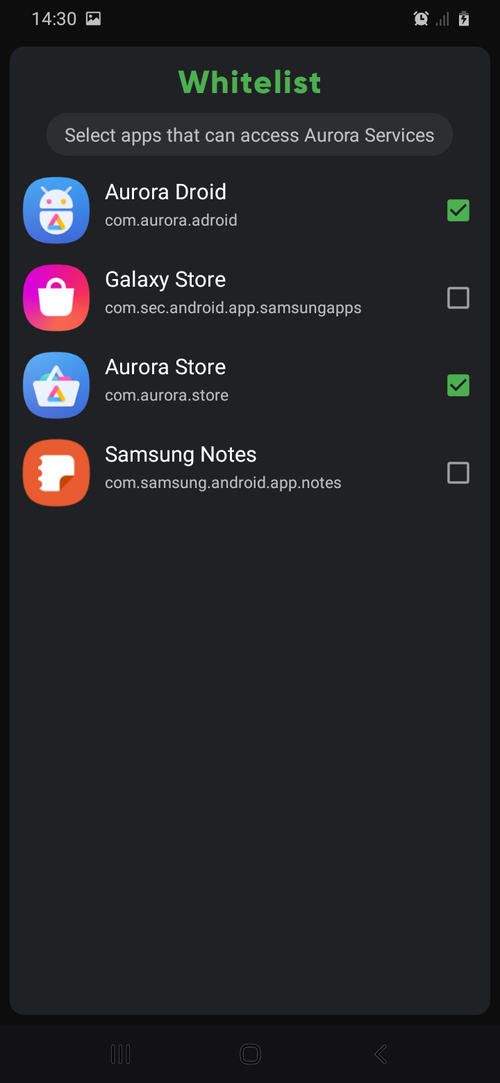 14:30
Whitelist
Select apps that can access Aurora Services
Aurora Droid
com.aurora.adroid
Galaxy Store
com.sec.android.app.samsungapps
Aurora Store
com.aurora.store
Samsung Notes
com.samsung.android.app.notes